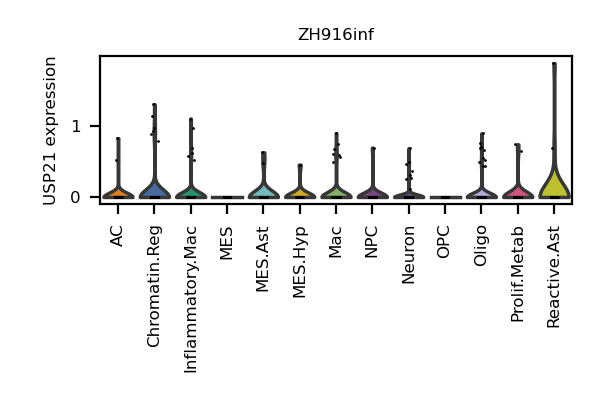 ZH916inf
USP21 expression
1
0
AC
Chromatin.Reg
Inflammatory.Mac
MES
MES.Ast
MES.Hyp
Mac
NPC
Neuron
OPC
Oligo
Prolif.Metab
Reactive.Ast